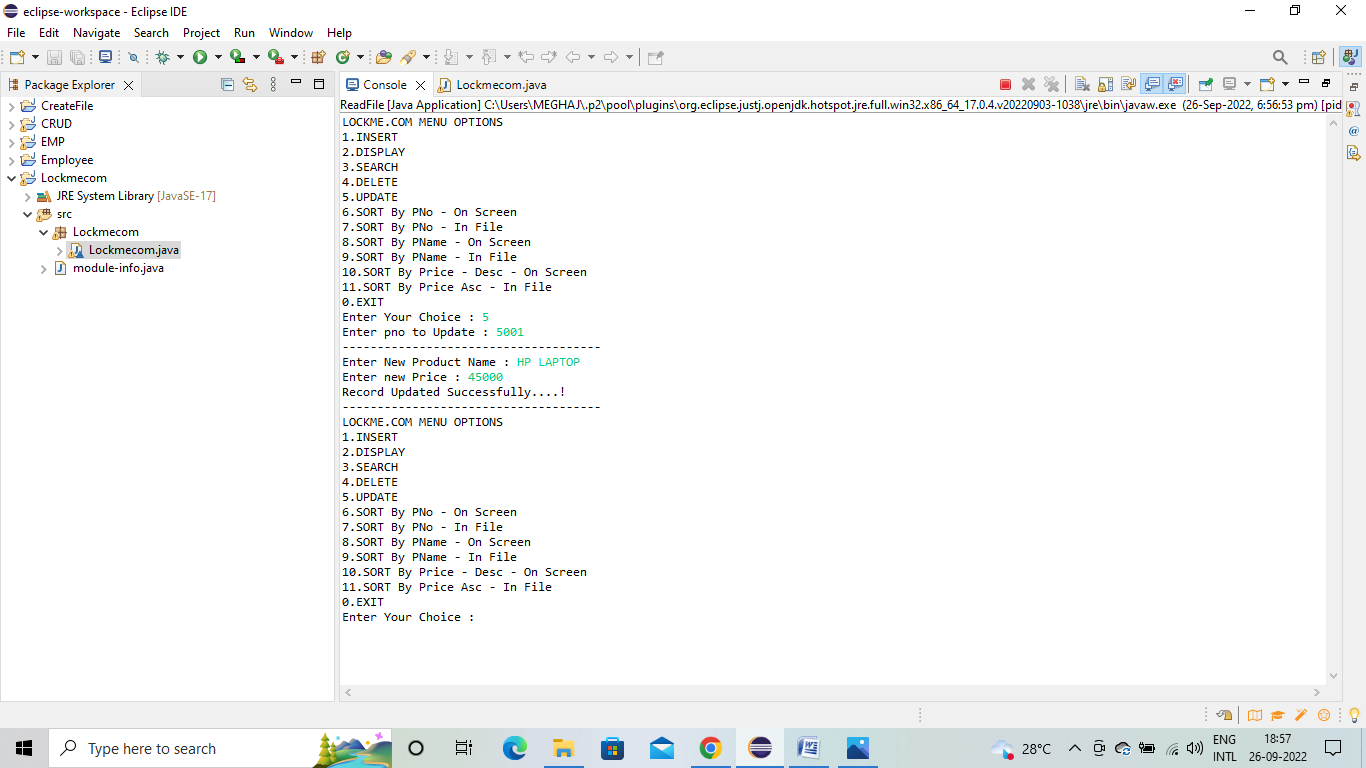 eclipse-workspace - Eclipse IDE
File Edit Navigate Search Project Run Window Help
Package Explorer
Console Lockmecom.java
ReadFile [Java Application] C:\Users\MEGHAJ\.p2\pool\plugins\org.eclipse.justj.openjdk.hotspot.jre.full.win32.x86_64_17.0.4.v20220903-1038\jre\bin\javaw.exe (26-Sep-2022, 6:56:53 pm) [pid
CreateFile
CRUD
EMP
Employee
Lockmecom
JRE System Library [JavaSE-17]
src
Lockmecom
Lockmecom.java
module-info.java
LOCKME.COM MENU OPTIONS
1.INSERT
2.DISPLAY
3.SEARCH
4.DELETE
5.UPDATE
6.SORT By PNo - On Screen
7.SORT By PNo - In File
8.SORT By PName - On Screen
9.SORT By PName - In File
10.SORT By Price - Desc - On Screen
11.SORT By Price Asc - In File
0.EXIT
Enter Your Choice : 5
Enter pno to Update : 5001
-------------------------------------
Enter New Product Name : HP LAPTOP
Enter new Price : 45000
Record Updated Successfully....!
-------------------------------------
LOCKME.COM MENU OPTIONS
1.INSERT
2.DISPLAY
3.SEARCH
4.DELETE
5.UPDATE
6.SORT By PNo - On Screen
7.SORT By PNo - In File
8.SORT By PName - On Screen
9.SORT By PName - In File
10.SORT By Price - Desc - On Screen
11.SORT By Price Asc - In File
0.EXIT
Enter Your Choice :
Type here to search
28°C
ENG
INTL
18:57
26-09-2022